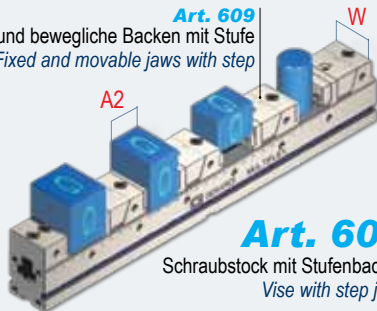 Art. 609
und bewegliche Backen mit Stufe
Fixed and movable jaws with step
W
A2
MULTIFLEX
Art. 60
Schraubstock mit Stufenbac
Vise with step j